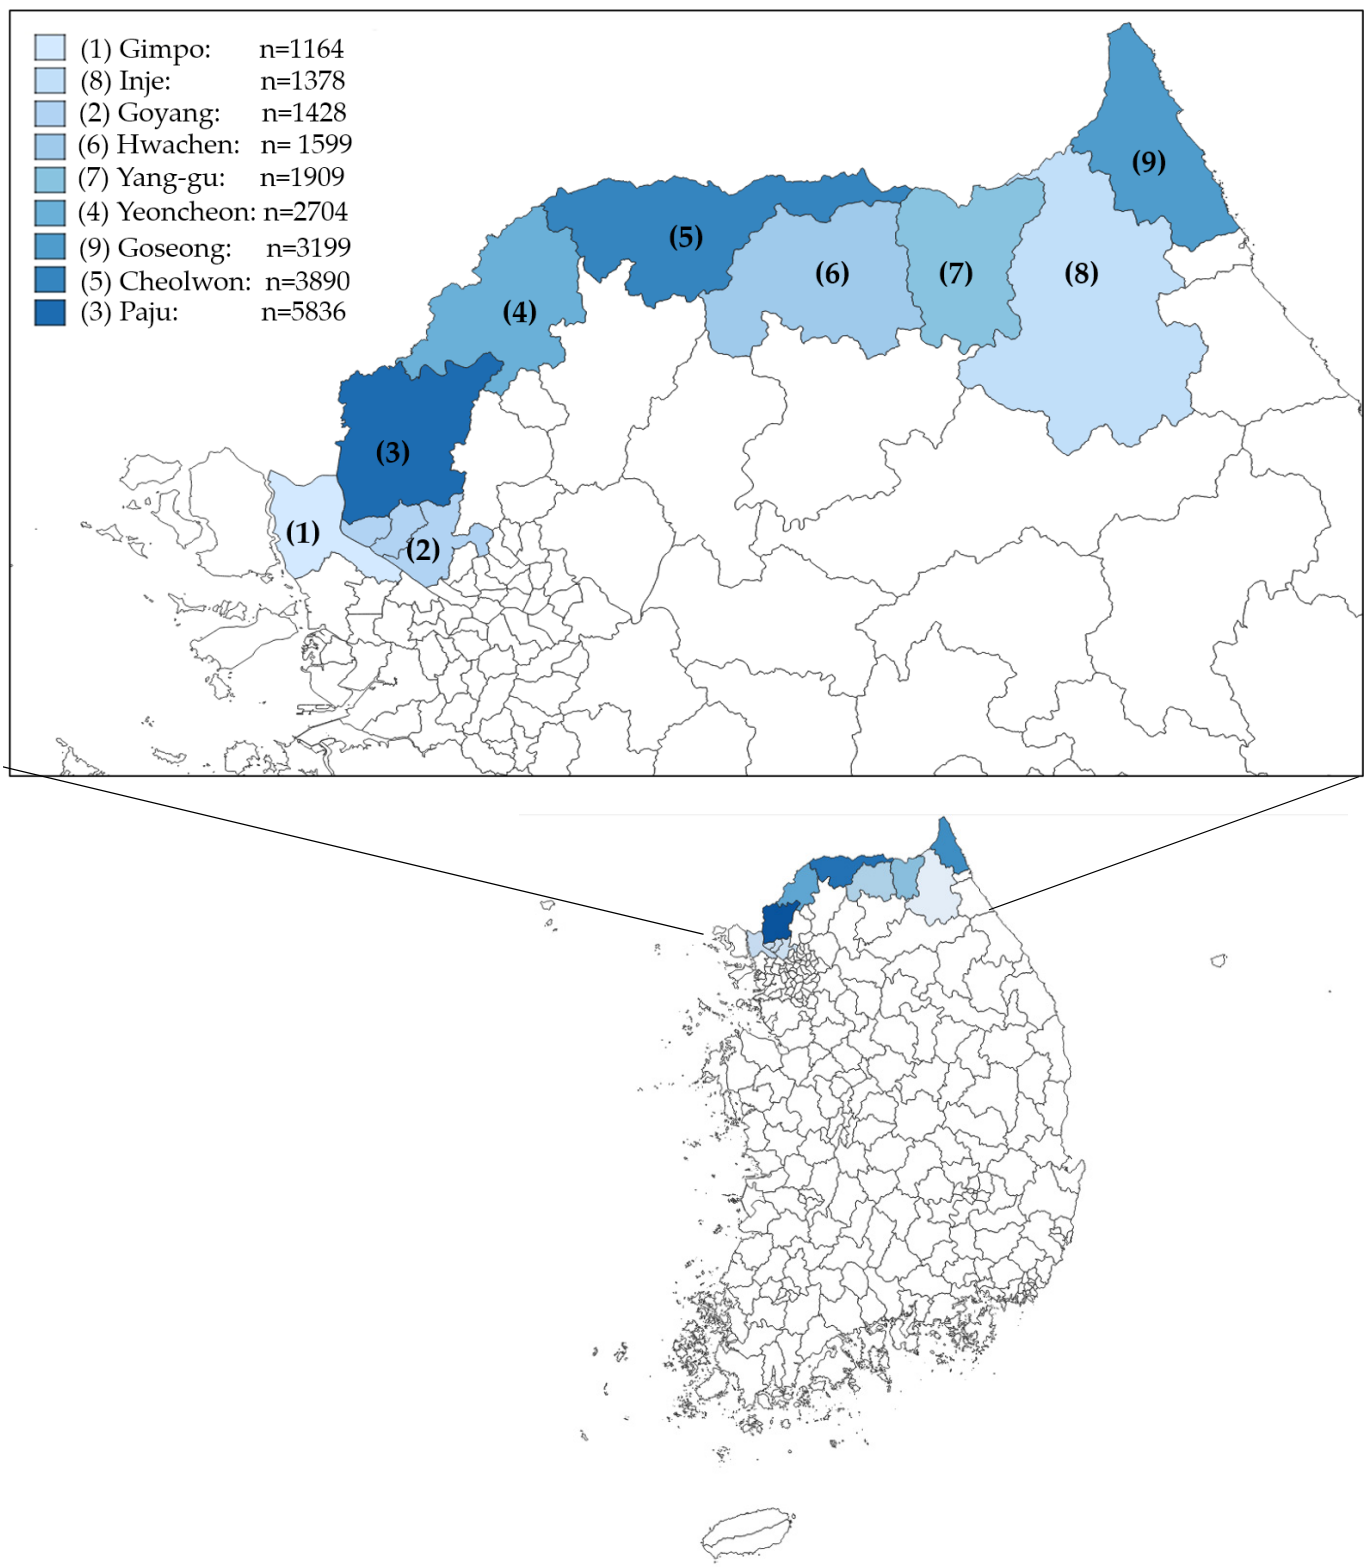 (1) Gimpo: n=1164
(8) Inje: n=1378
(2) Goyang: n=1428
(6) Hwachen: n= 1599
(7) Yang-gu: n=1909
(4) Yeoncheon: n=2704
(9) Goseong: n=3199
(5) Cheolwon: n=3890
(3) Paju: n=5836
(9)
(5)
(6)
(7)
(8)
(4)
(3)
(1)
(2)